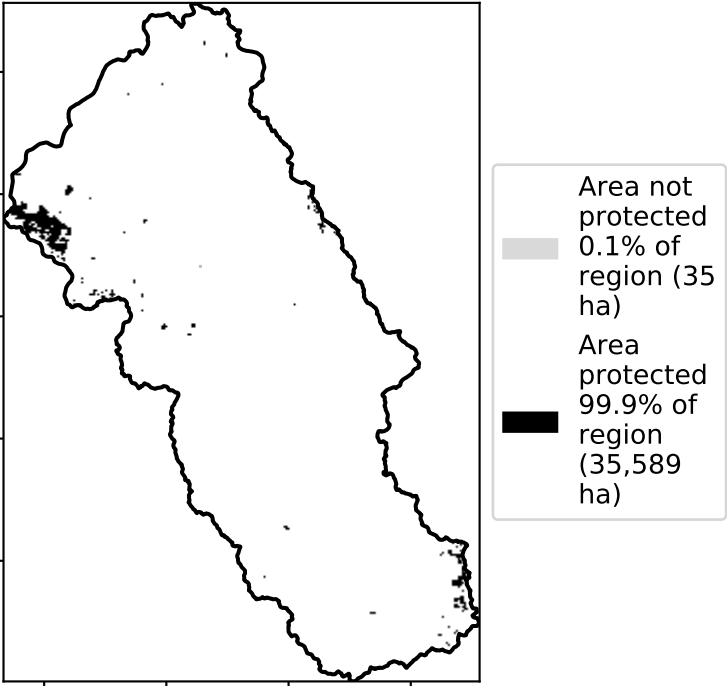 Area not
protected
0.1% of
region (35
ha)
Area
protected
99.9% of
region
(35,589
ha)